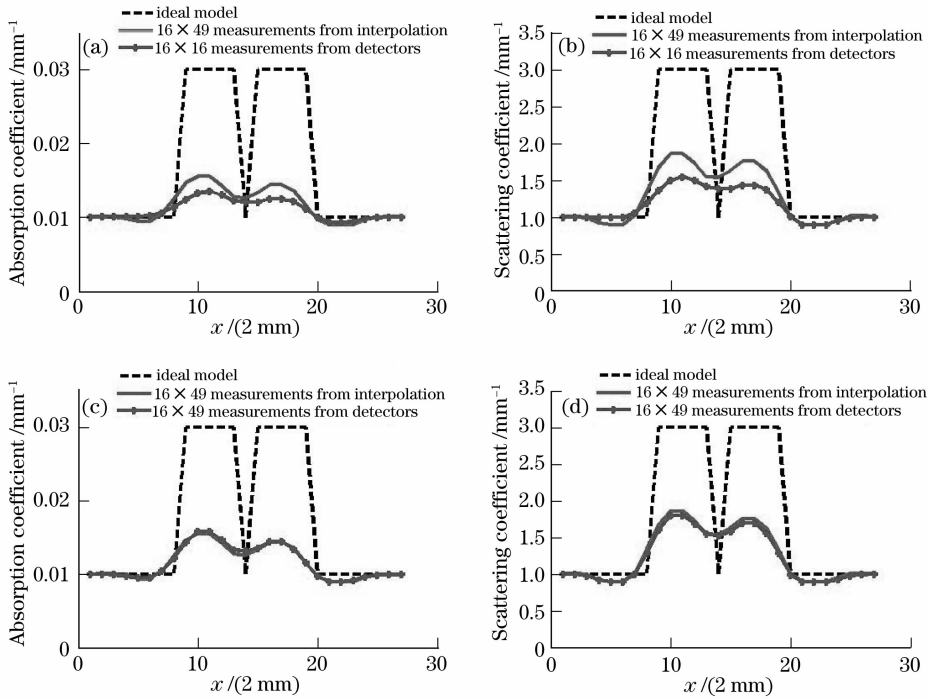 (a)
ideal model
16 × 49 measurements from interpolation
16 × 16 measurements from detectors
Absorption coefficient /mm⁻¹
0.03
0.02
0.01
0
0 10 20 30
x /(2 mm)
(b)
ideal model
16 × 49 measurements from interpolation
16 × 16 measurements from detectors
Scattering coefficient /mm⁻¹
3.5
3.0
2.5
2.0
1.5
1.0
0.5
0
0 10 20 30
x /(2 mm)
(c)
ideal model
16 × 49 measurements from interpolation
16 × 49 measurements from detectors
Absorption coefficient /mm⁻¹
0.03
0.02
0.01
0
0 10 20 30
x /(2 mm)
(d)
ideal model
16 × 49 measurements from interpolation
16 × 49 measurements from detectors
Scattering coefficient /mm⁻¹
3.5
3.0
2.5
2.0
1.5
1.0
0.5
0
0 10 20 30
x /(2 mm)